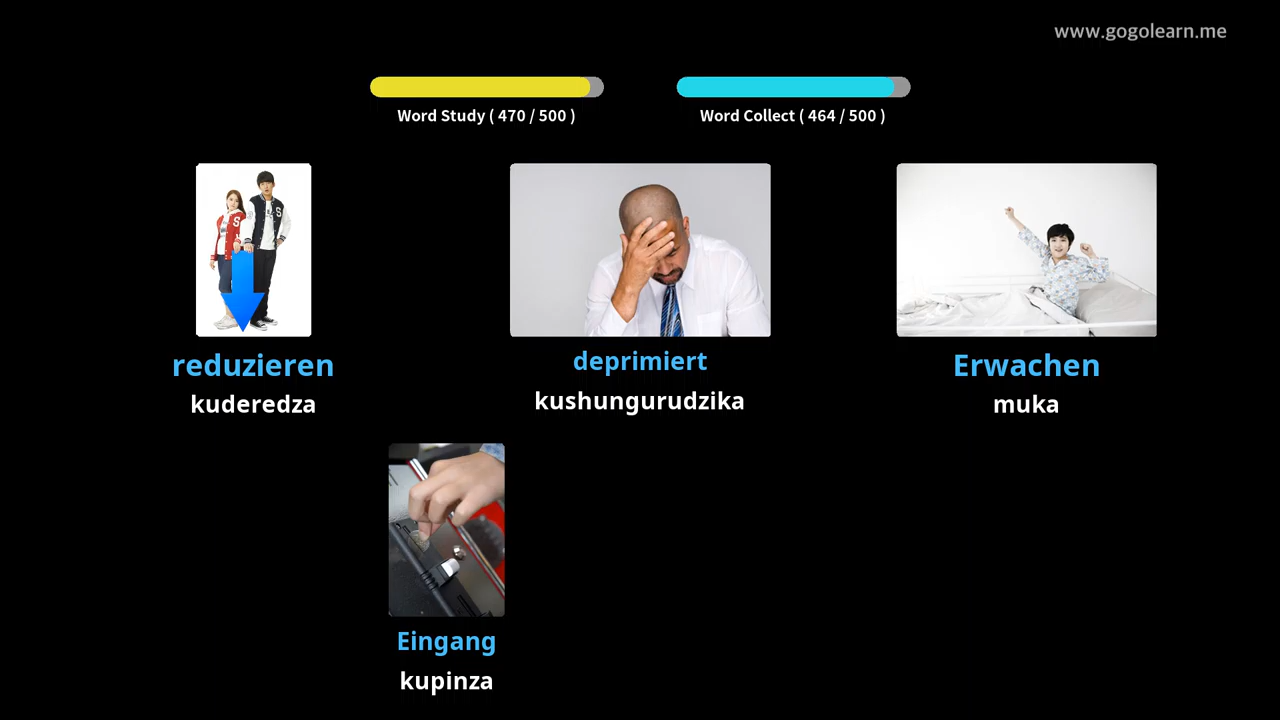 www.gogolearn.me
Word Study ( 470 / 500 )
Word Collect ( 464 / 500 )
S
S
reduzieren
deprimiert
Erwachen
kuderedza
kushungurudzika
muka
Eingang
kupinza